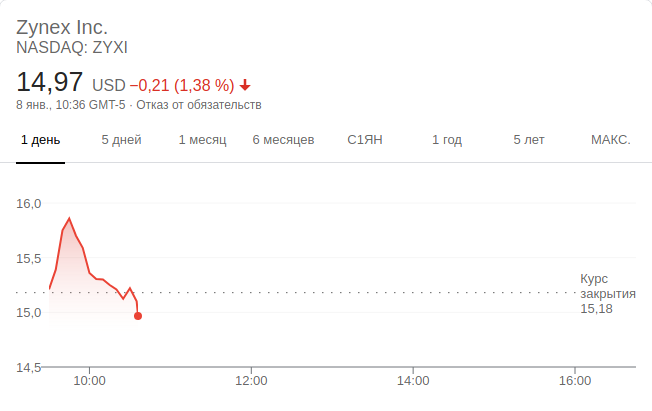 Zynex Inc.
NASDAQ: ZYXI
14,97 USD −0,21 (1,38 %)
8 янв., 10:36 GMT-5 · Отказ от обязательств
1 день 5 дней 1 месяц 6 месяцев С1ЯН 1 год 5 лет МАКС.
16,0
15,5
Курс
закрытия
15,18
15,0
14,5
10:00 12:00 14:00 16:00